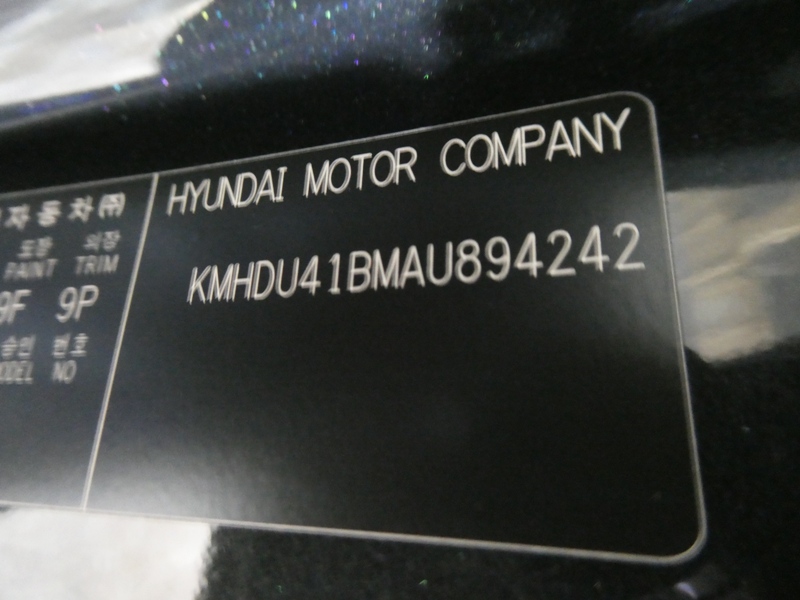 자동차㈜
도장 외장
PAINT TRIM
9F 9P
승인 번호
MODEL NO
HYUNDAI MOTOR COMPANY
KMHDU41BMAU894242